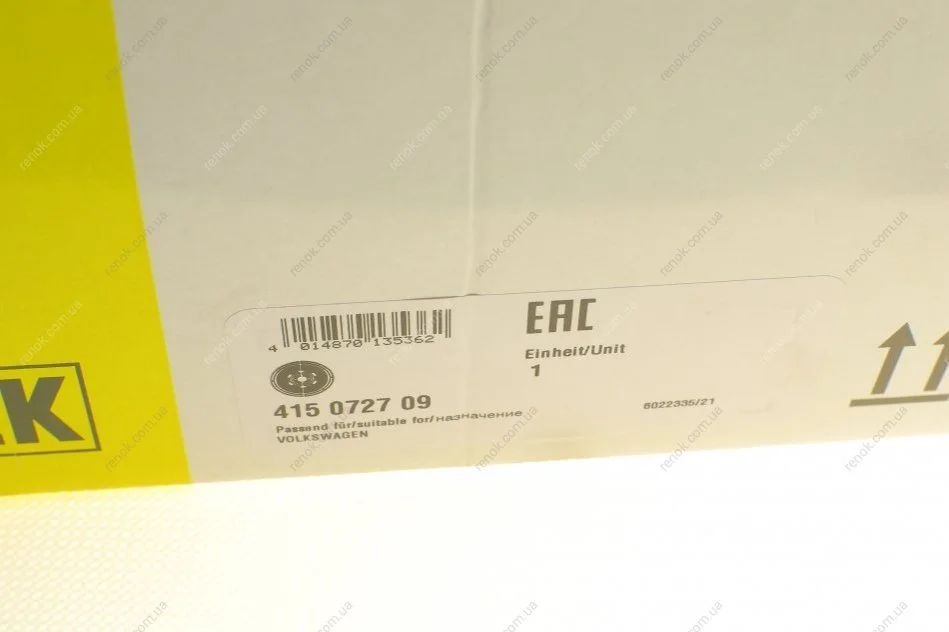 K
4 014870 135362
415 0727 09
Passend für/suitable for/назначение
VOLKSWAGEN
EAC
Einheit/Unit
1
6022335/21
renok.com.ua